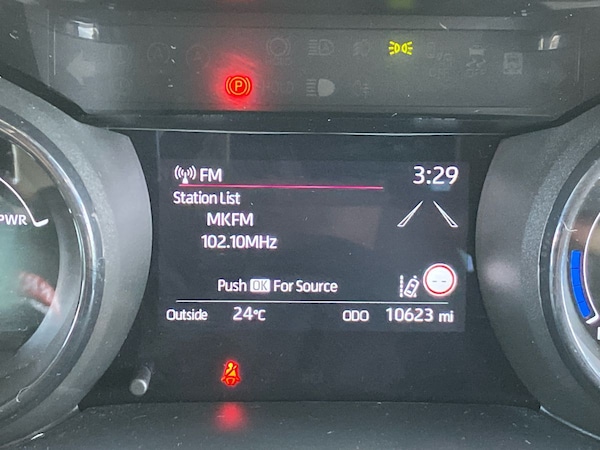 P
FM 3:29
Station List
MKFM
102.10MHz
PWR
Push OK For Source
Outside 24°C ODO 10623 mi